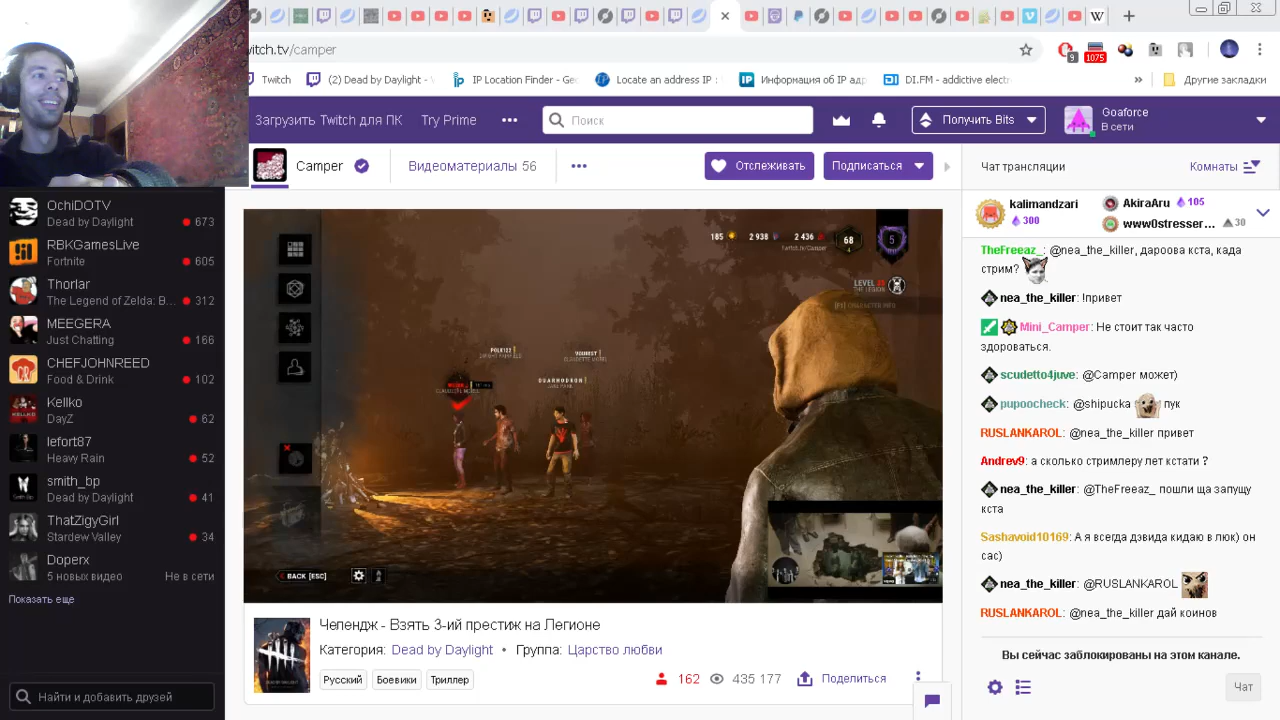 9
1075
itch.tv/camper
Twitch
(2) Dead by Daylight -
IP Location Finder - Geo
Locate an address IP :
Информация об IP адр
DI.FM - addictive electr
»
Другие закладки
Загрузить Twitch для ПК
Try Prime
Поиск
Получить Bits
Goaforce
В сети
Camper
Видеоматериалы 56
Отслеживать
Подписаться
Чат трансляции
Комнаты
OchiDOTV
Dead by Daylight 673
RBKGamesLive
Fortnite 605
Thorlar
The Legend of Zelda: B... 312
MEEGERA
Just Chatting 166
CHEFJOHNREED
Food & Drink 102
Kellko
DayZ 62
lefort87
Heavy Rain 52
smith_bp
Dead by Daylight 41
ThatZigyGirl
Stardew Valley 34
Doperx
5 новых видео Не в сети
Показать еще
Найти и добавить друзей
185 2 938 2 436 68 5
LEVEL
BACK [ESC]
Челендж - Взять 3-ий престиж на Легионе
Категория: Dead by Daylight • Группа: Царство любви
Русский Боевики Триллер
162 435 177 Поделиться
kalimandzari
300
AkiraAru 105
www0stresser... 30
TheFreeaz_: @nea_the_killer, дароова кста, када
стрим?
nea_the_killer: !привет
Mini_Camper: Не стоит так часто
здороваться.
scudetto4juve: @Camper может)
pupoocheck: @shipucka пук
RUSLANKAROL: @nea_the_killer привет
Andrev9: а сколько стримлеру лет кстати ?
nea_the_killer: @TheFreeaz_ пошли ща запущу
кста
Sashavoid10169: А я всегда дэвида кидаю в люк) он
сас)
nea_the_killer: @RUSLANKAROL
RUSLANKAROL: @nea_the_killer дай коинов
Вы сейчас заблокированы на этом канале.
Чат